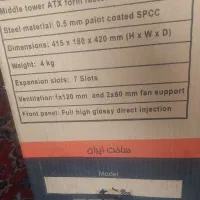 Middle tower ATX form
Steel material: 0.5 mm paint coated SPCC
Dimensions: 415 x 180 x 420 mm (H x W x D)
Weight: 4 kg
Expansion slots: 7 Slots
Ventilation: 1x120 mm and 2x80 mm fan support
Front panel: Full high glossy direct injection
ساخت ایران
Model